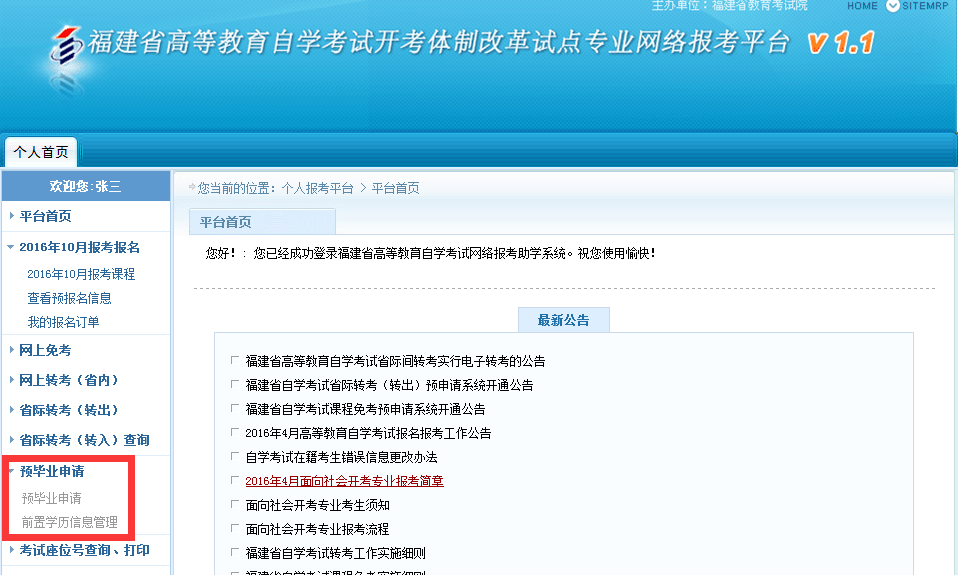 主办单位：福建省教育考试院
HOME SITEMRP
福建省高等教育自学考试开考体制改革试点专业网络报考平台 V 1.1
个人首页
欢迎您:张三
平台首页
2016年10月报考报名
2016年10月报考课程
查看预报名信息
我的报名订单
网上免考
网上转考（省内）
省际转考（转出）
省际转考（转入）查询
预毕业申请
预毕业申请
前置学历信息管理
考试座位号查询、打印
您当前的位置：个人报考平台 > 平台首页
平台首页
您好！：您已经成功登录福建省高等教育自学考试网络报考助学系统。祝您使用愉快！
最新公告
福建省高等教育自学考试省际间转考实行电子转考的公告
福建省自学考试省际转考（转出）预申请系统开通公告
福建省自学考试课程免考预申请系统开通公告
2016年4月高等教育自学考试报名报考工作公告
自学考试在籍考生错误信息更改办法
2016年4月面向社会开考专业报考简章
面向社会开考专业考生须知
面向社会开考专业报考流程
福建省自学考试转考工作实施细则
福建省自学考试课程免考实施细则